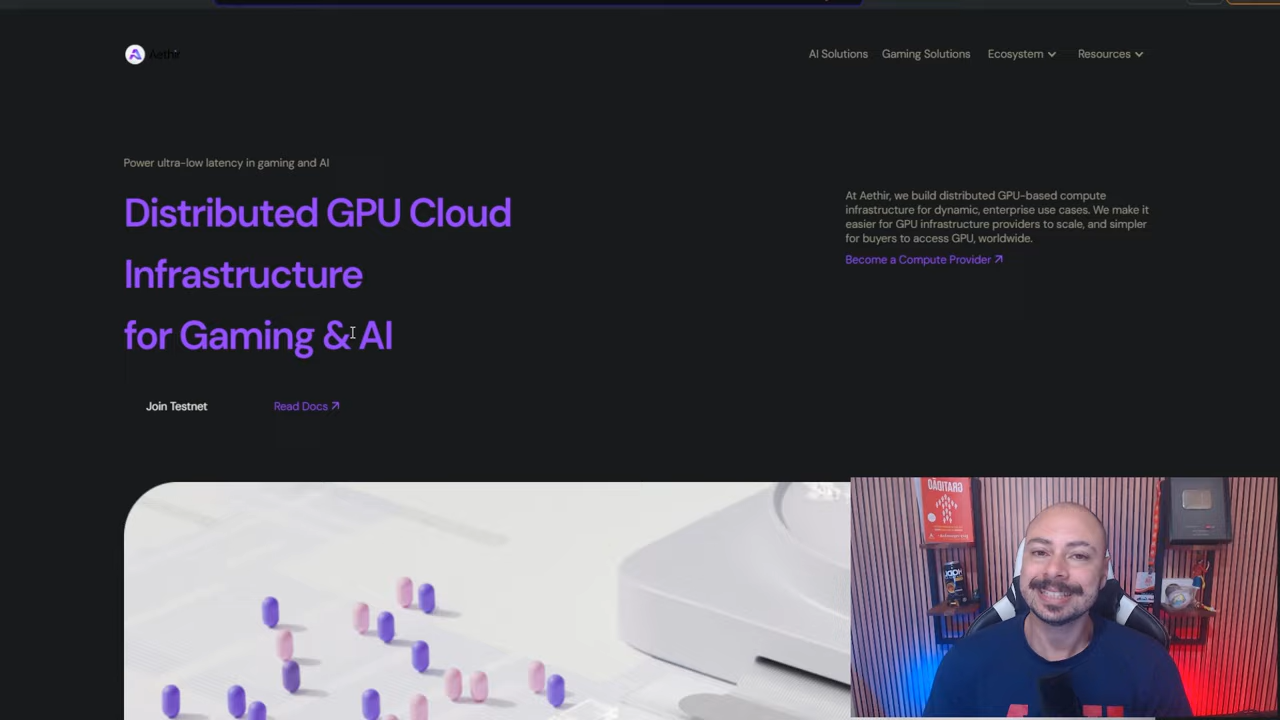 Aethir
AI Solutions
Gaming Solutions
Ecosystem
Resources
Power ultra-low latency in gaming and AI
Distributed GPU Cloud
Infrastructure
for Gaming & AI
At Aethir, we build distributed GPU-based compute
infrastructure for dynamic, enterprise use cases. We make it
easier for GPU infrastructure providers to scale, and simpler
for buyers to access GPU, worldwide.
Become a Compute Provider
Join Testnet
Read Docs
GRATIDÃO